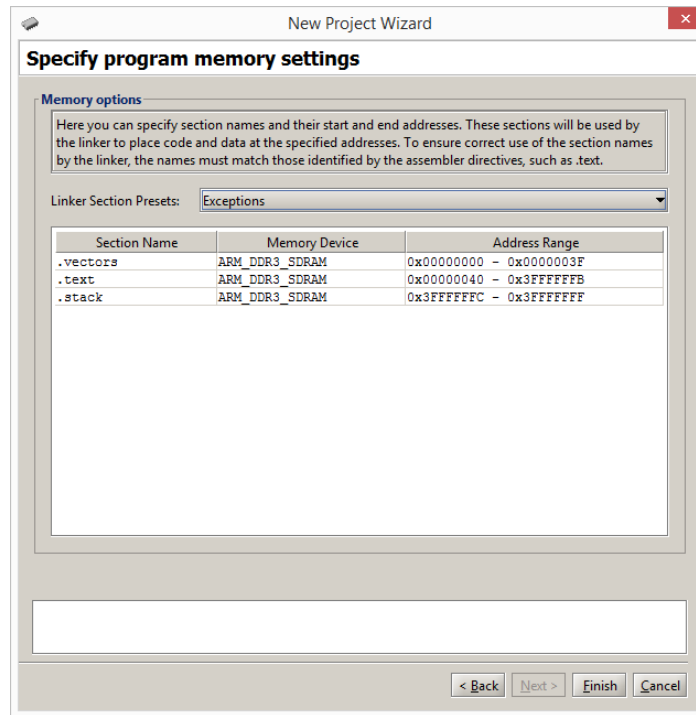 New Project Wizard
Specify program memory settings
Memory options
Here you can specify section names and their start and end addresses. These sections will be used by
the linker to place code and data at the specified addresses. To ensure correct use of the section names
by the linker, the names must match those identified by the assembler directives, such as .text.
Linker Section Presets: Exceptions
Section Name Memory Device Address Range
.vectors ARM_DDR3_SDRAM 0x00000000 - 0x0000003F
.text ARM_DDR3_SDRAM 0x00000040 - 0x3FFFFFFB
.stack ARM_DDR3_SDRAM 0x3FFFFFFC - 0x3FFFFFFF
< Back Next > Finish Cancel